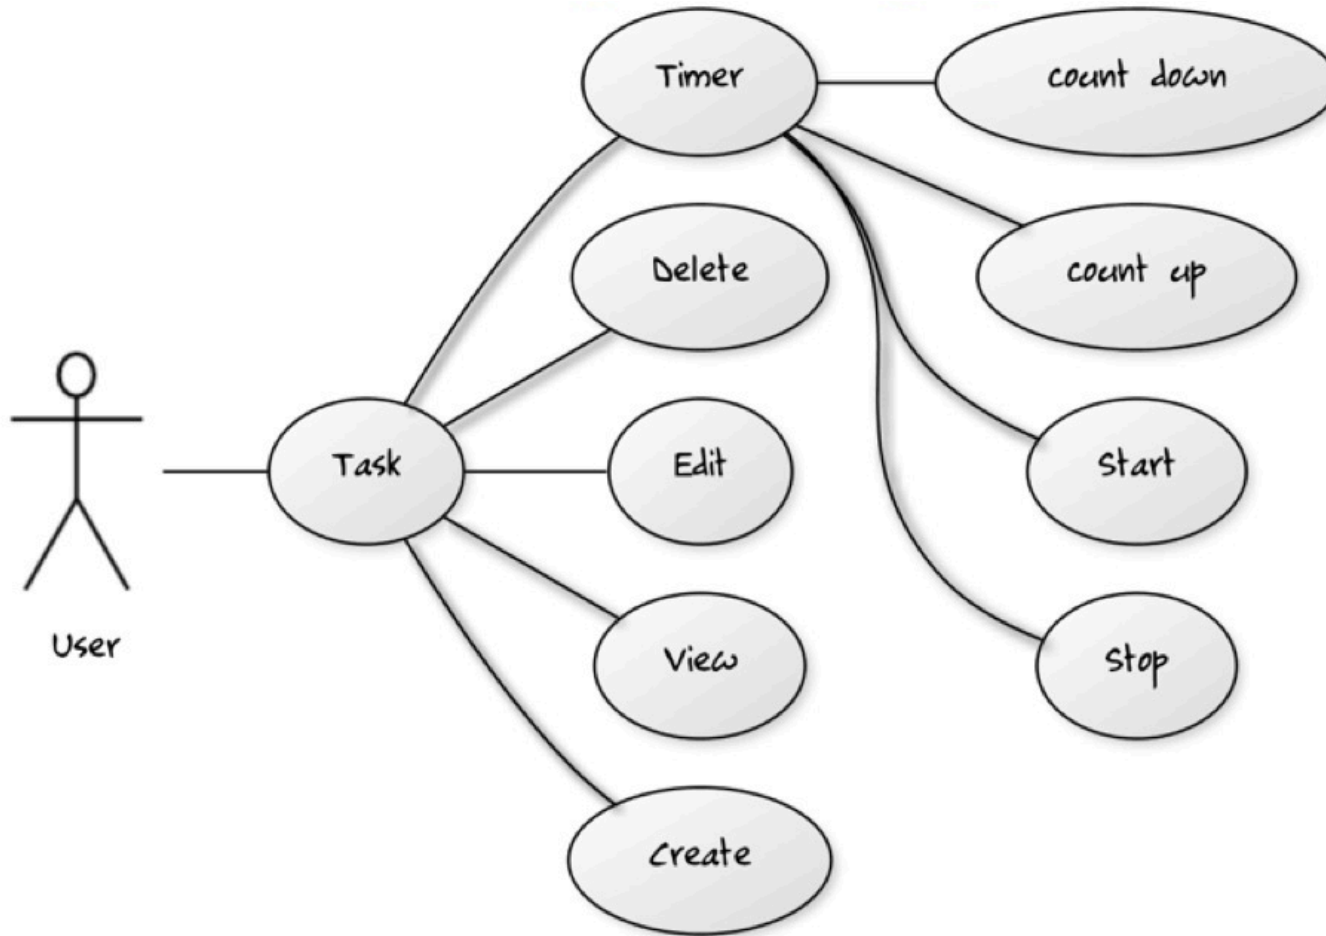 Timer
count down
Delete
count up
Task
Edit
Start
User
View
Stop
Create